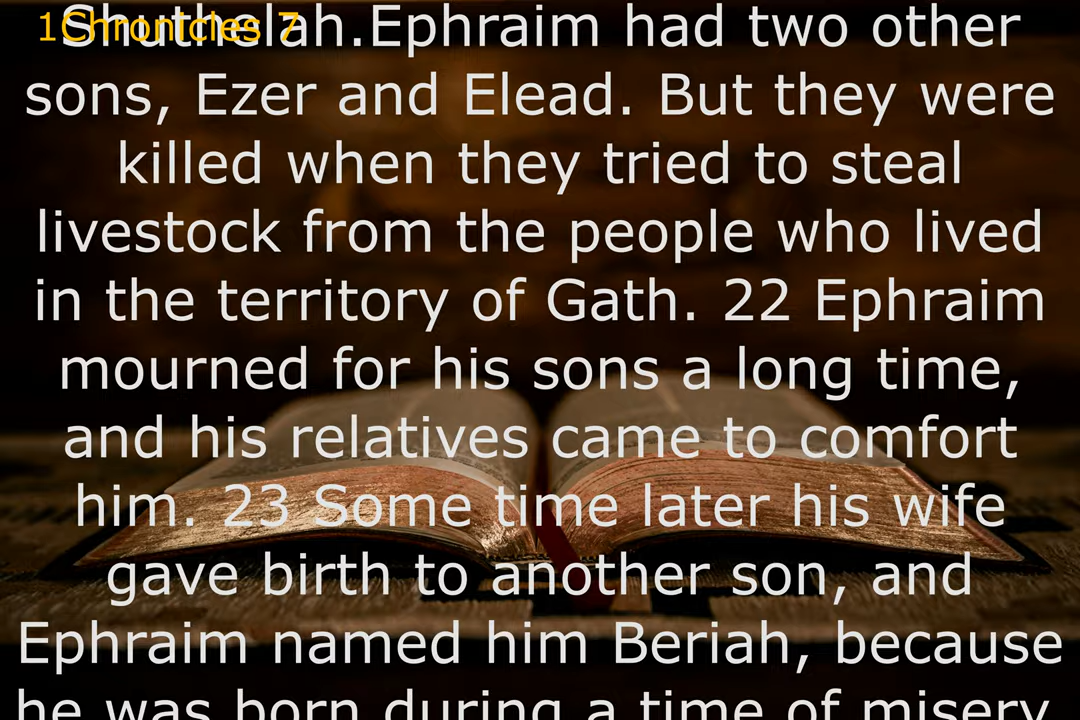 1Chronicles 7
Shuthelah.Ephraim had two other
sons, Ezer and Elead. But they were
killed when they tried to steal
livestock from the people who lived
in the territory of Gath. 22 Ephraim
mourned for his sons a long time,
and his relatives came to comfort
him. 23 Some time later his wife
gave birth to another son, and
Ephraim named him Beriah, because
he was born during a time of misery.